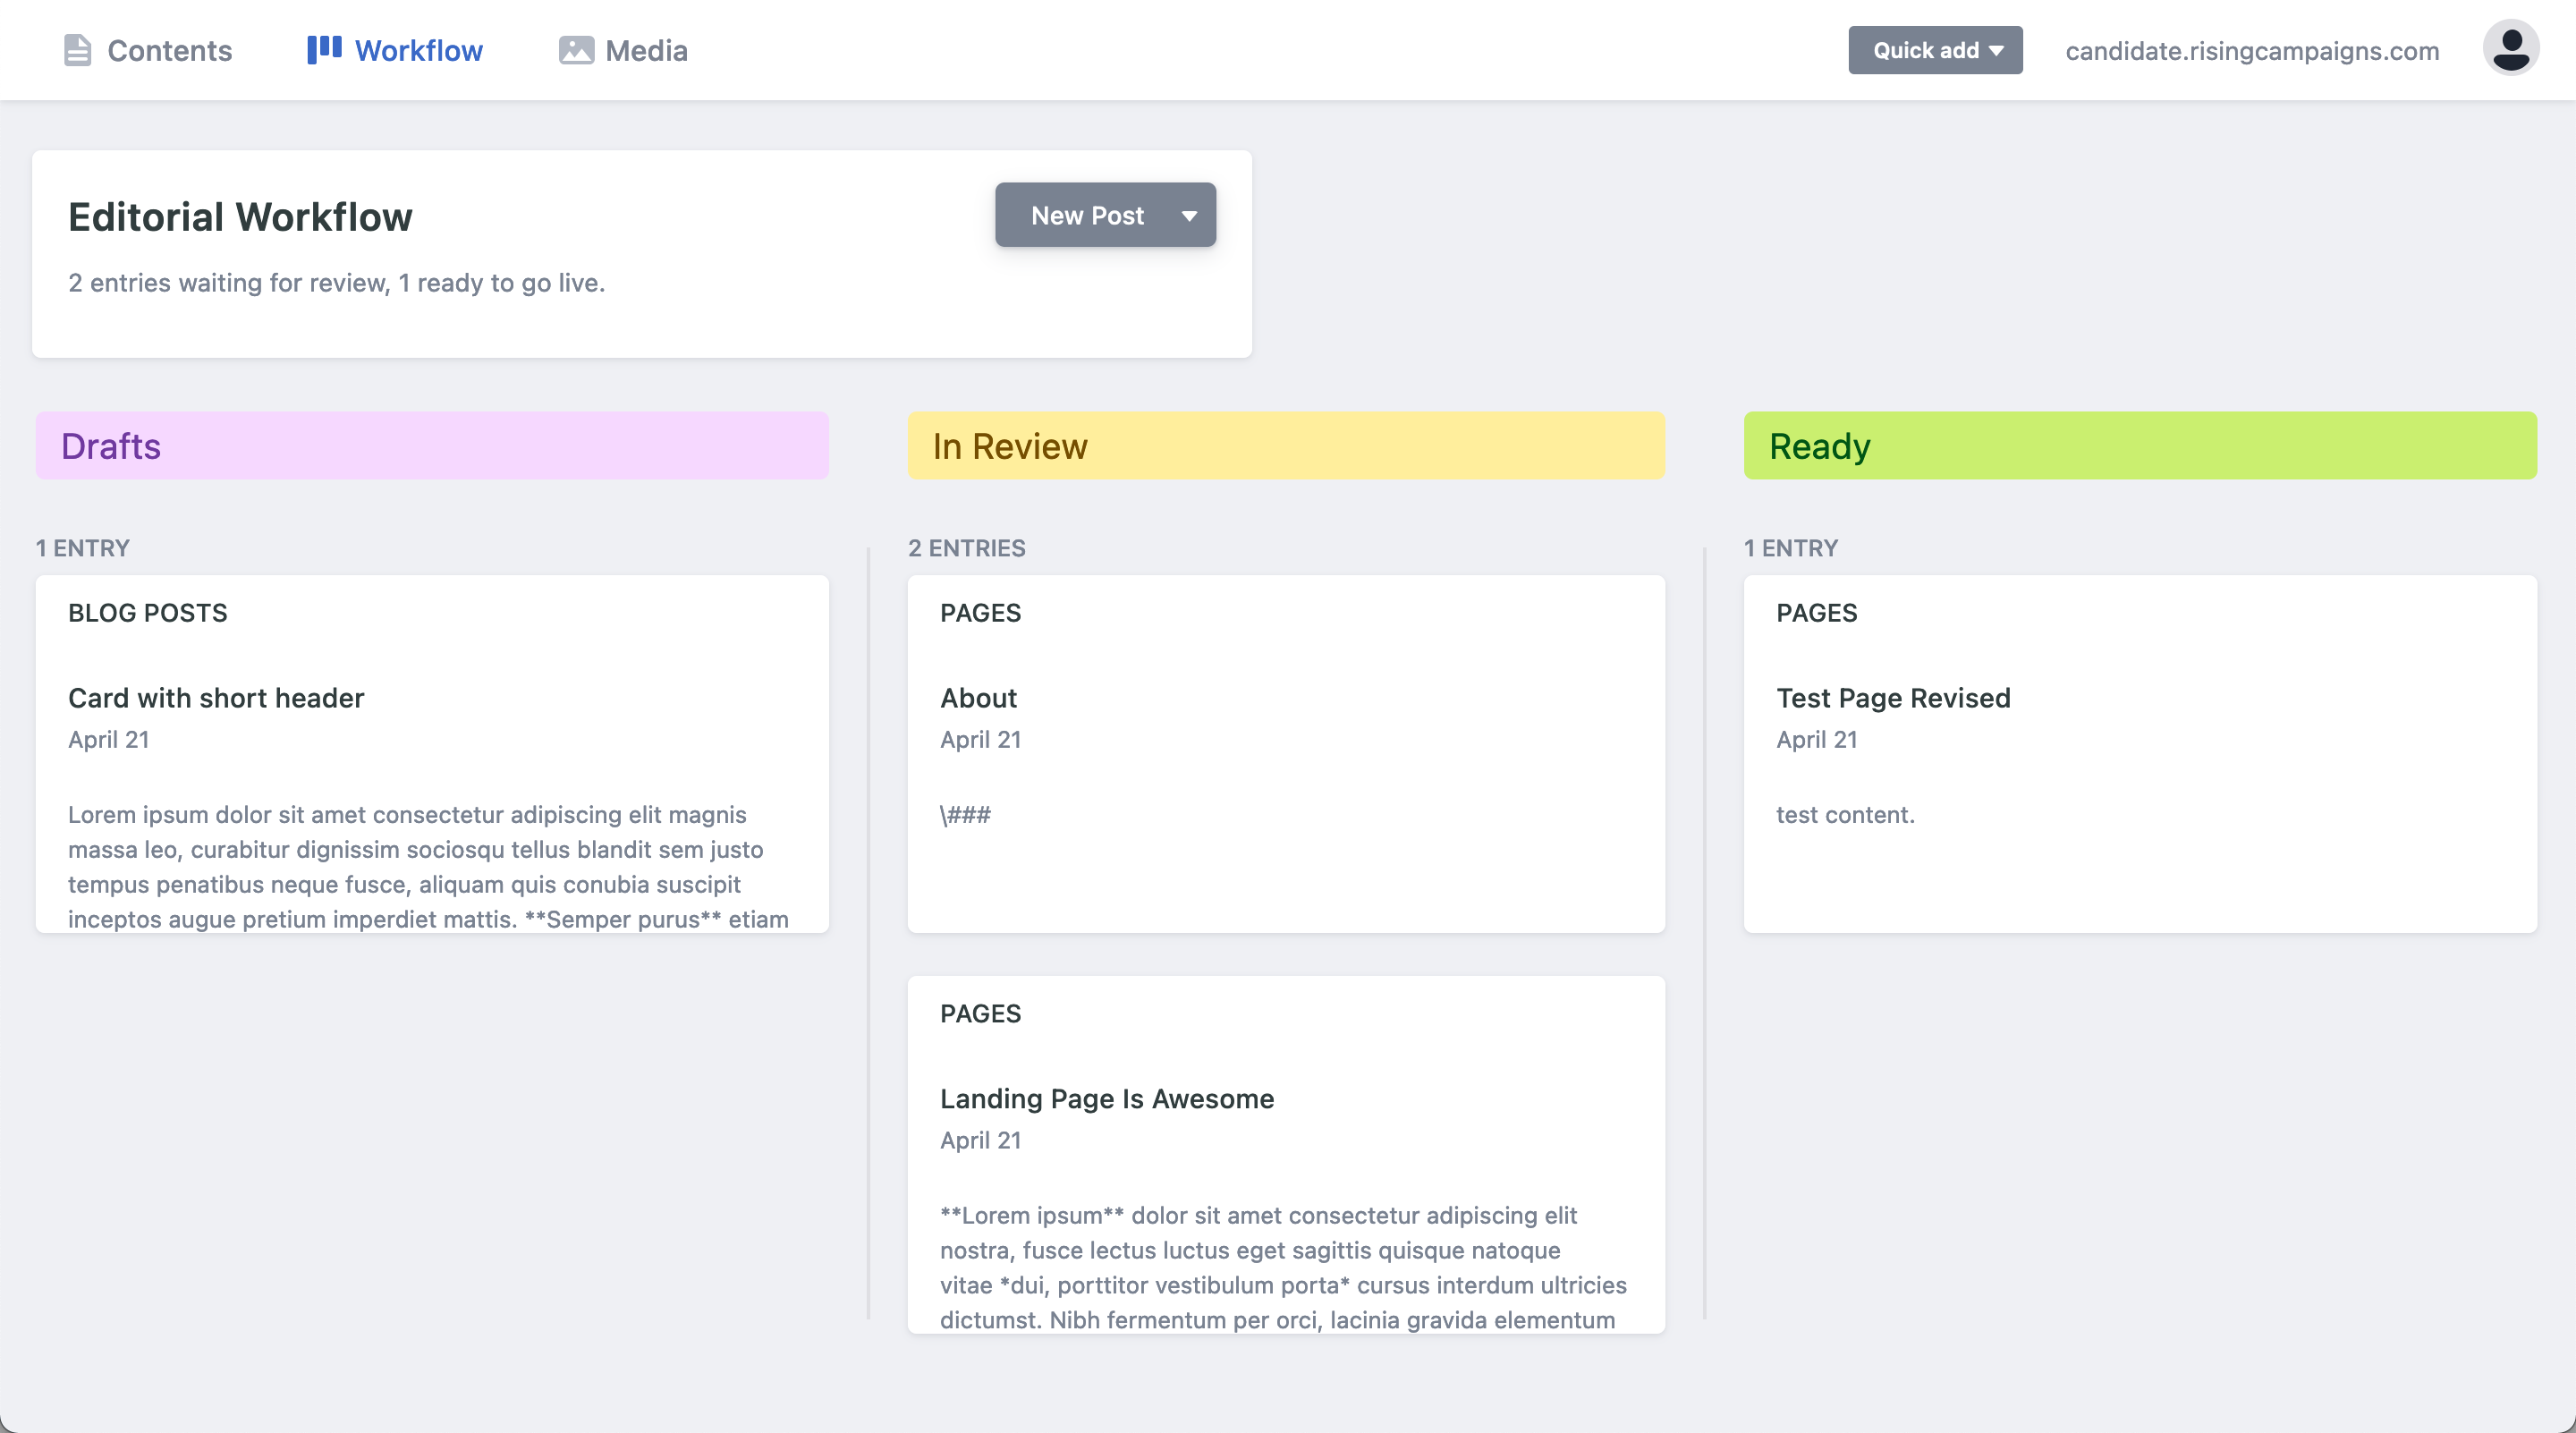 Contents
Workflow
Media
Quick add
candidate.risingcampaigns.com
Editorial Workflow
New Post
2 entries waiting for review, 1 ready to go live.
Drafts
1 ENTRY
BLOG POSTS
Card with short header
April 21
Lorem ipsum dolor sit amet consectetur adipiscing elit magnis
massa leo, curabitur dignissim sociosqu tellus blandit sem justo
tempus penatibus neque fusce, aliquam quis conubia suscipit
inceptos augue pretium imperdiet mattis. **Semper purus** etiam
In Review
2 ENTRIES
PAGES
About
April 21
\###
PAGES
Landing Page Is Awesome
April 21
**Lorem ipsum** dolor sit amet consectetur adipiscing elit
nostra, fusce lectus luctus eget sagittis quisque natoque
vitae *dui, porttitor vestibulum porta* cursus interdum ultricies
dictumst. Nibh fermentum per orci, lacinia gravida elementum
Ready
1 ENTRY
PAGES
Test Page Revised
April 21
test content.